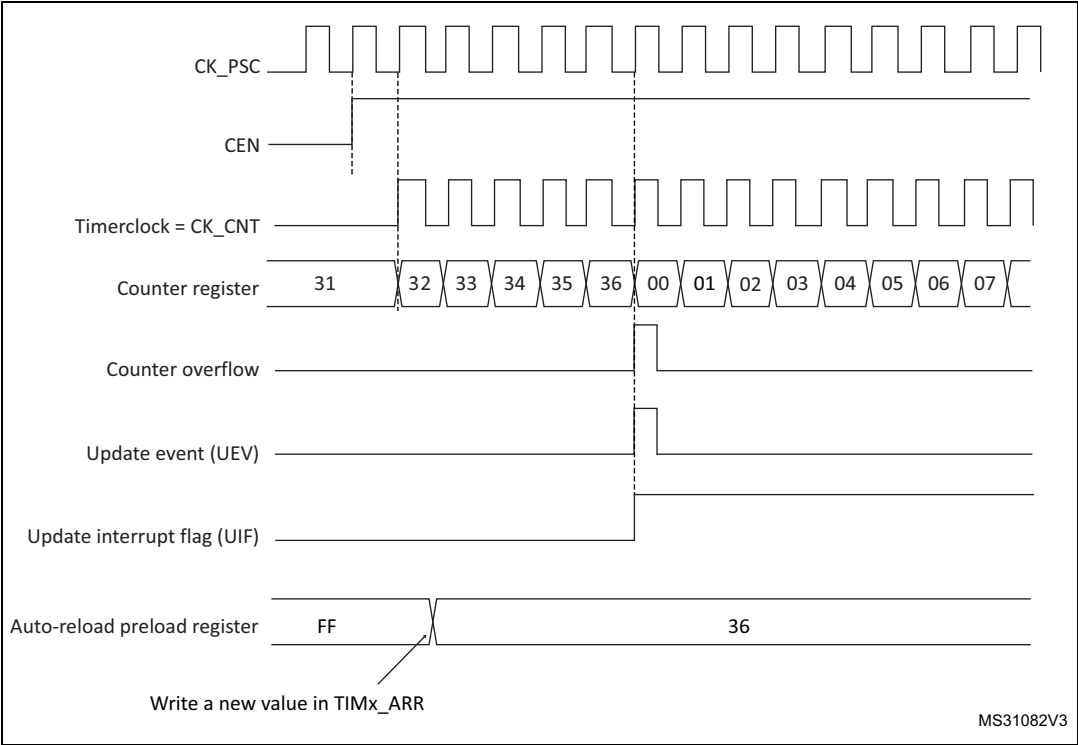 CK_PSC
CEN
Timerclock = CK_CNT
Counter register 31 32 33 34 35 36 00 01 02 03 04 05 06 07
Counter overflow
Update event (UEV)
Update interrupt flag (UIF)
Auto-reload preload register FF 36
Write a new value in TIMx_ARR
MS31082V3